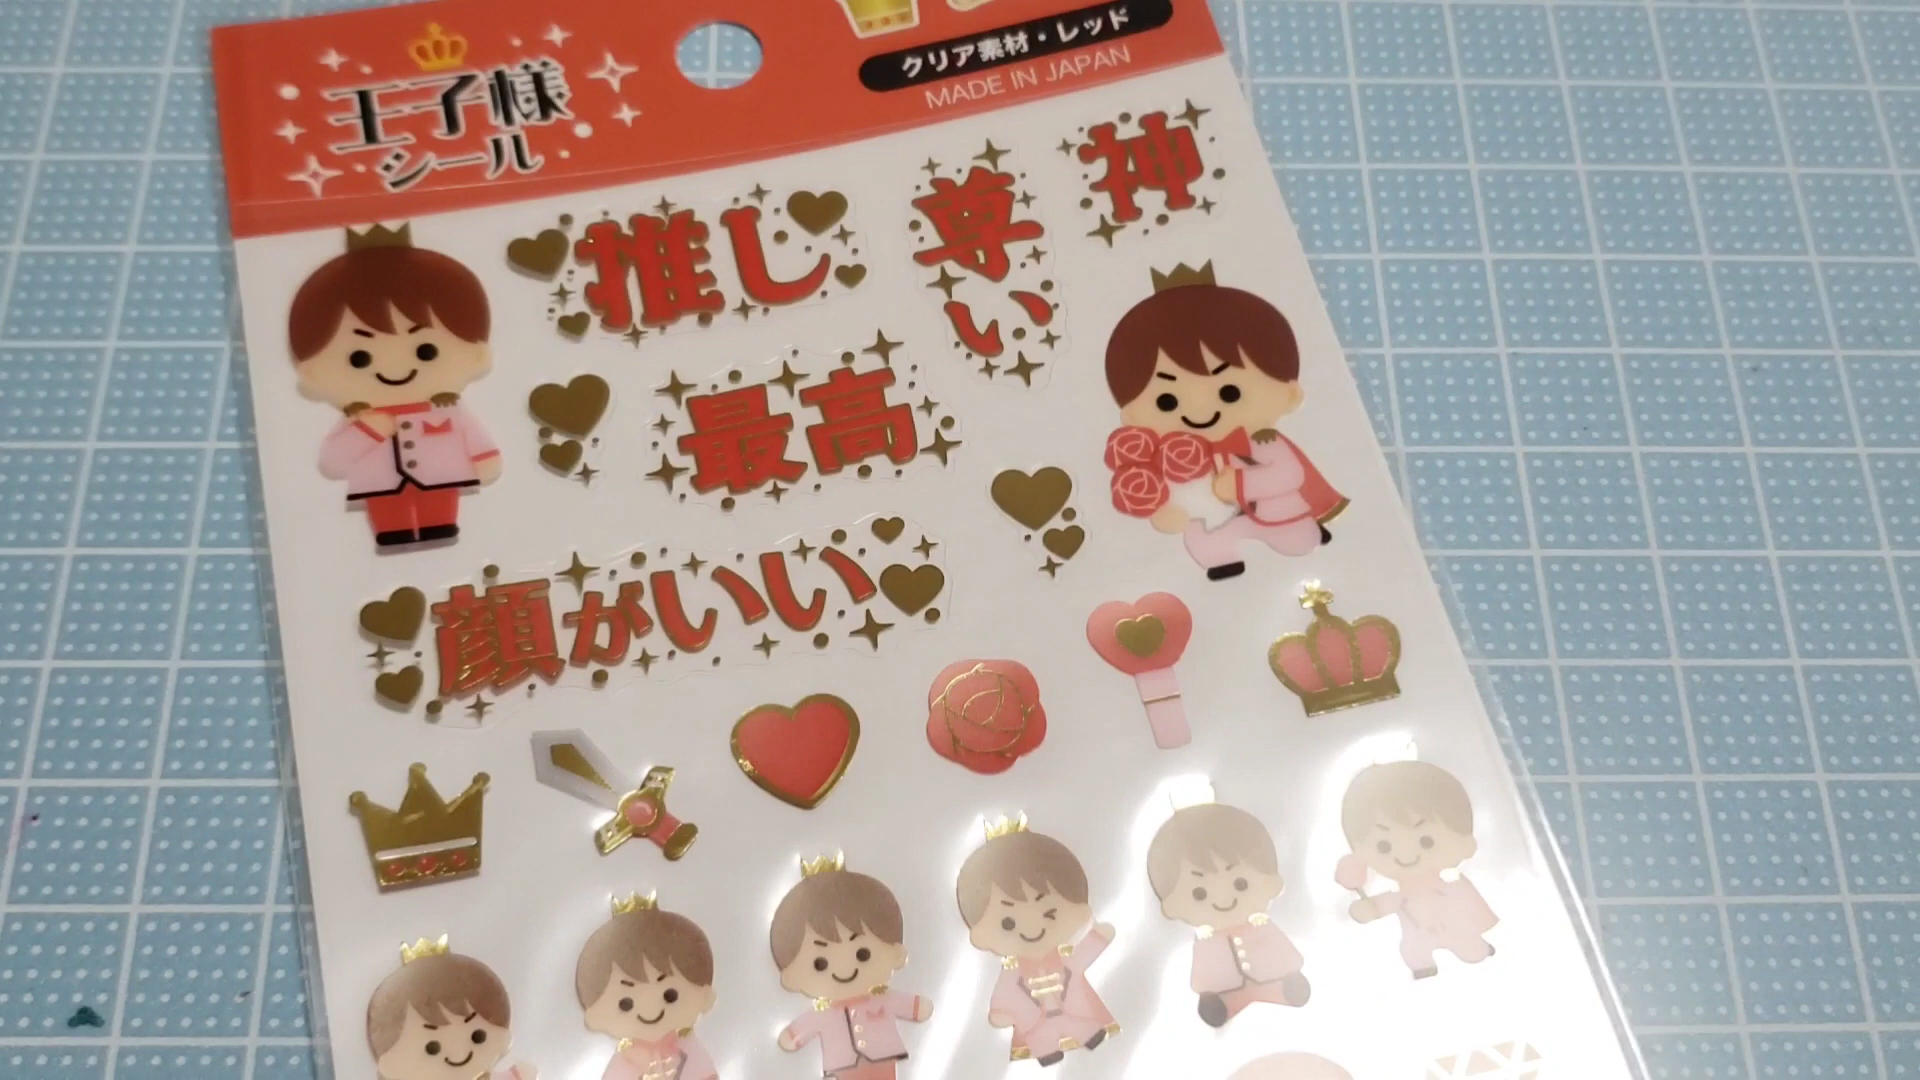 王子様
シール
クリア素材・レッド
MADE IN JAPAN
推し
尊い
神
最高
顔がいい